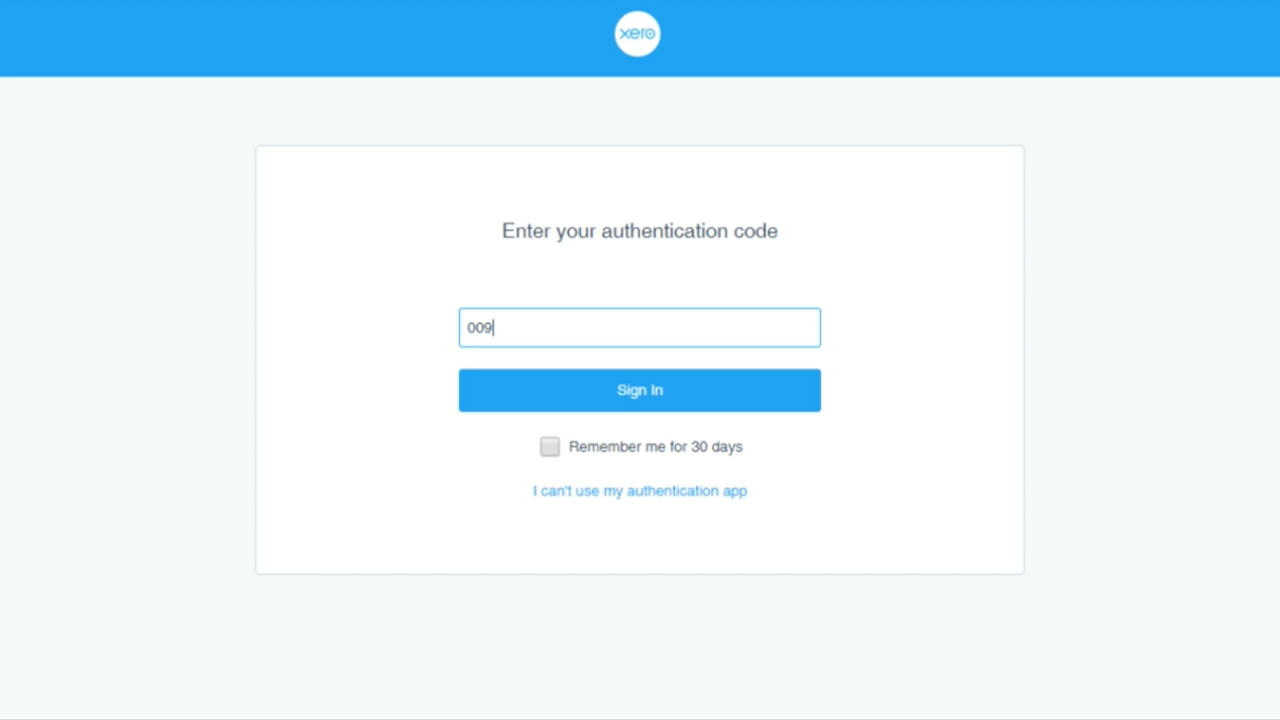 xero
Enter your authentication code
009
Sign In
Remember me for 30 days
I can't use my authentication app